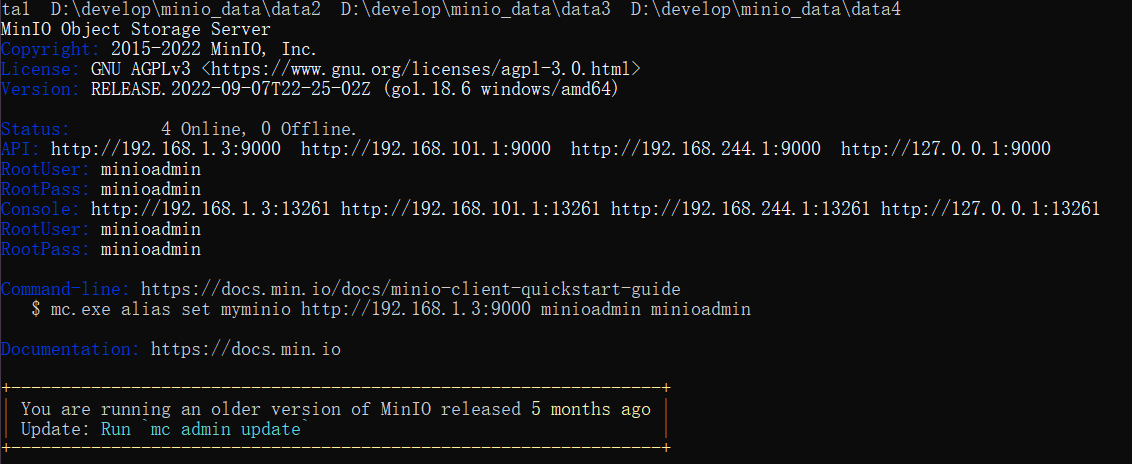 ta1  D:\develop\minio_data\data2  D:\develop\minio_data\data3  D:\develop\minio_data\data4
MinIO Object Storage Server
Copyright: 2015-2022 MinIO, Inc.
License: GNU AGPLv3 <https://www.gnu.org/licenses/agpl-3.0.html>
Version: RELEASE.2022-09-07T22-25-02Z (go1.18.6 windows/amd64)
Status:         4 Online, 0 Offline.
API: http://192.168.1.3:9000  http://192.168.101.1:9000  http://192.168.244.1:9000  http://127.0.0.1:9000
RootUser: minioadmin
RootPass: minioadmin
Console: http://192.168.1.3:13261 http://192.168.101.1:13261 http://192.168.244.1:13261 http://127.0.0.1:13261
RootUser: minioadmin
RootPass: minioadmin
Command-line: https://docs.min.io/docs/minio-client-quickstart-guide
$ mc.exe alias set myminio http://192.168.1.3:9000 minioadmin minioadmin
Documentation: https://docs.min.io
You are running an older version of MinIO released 5 months ago
Update: Run `mc admin update`